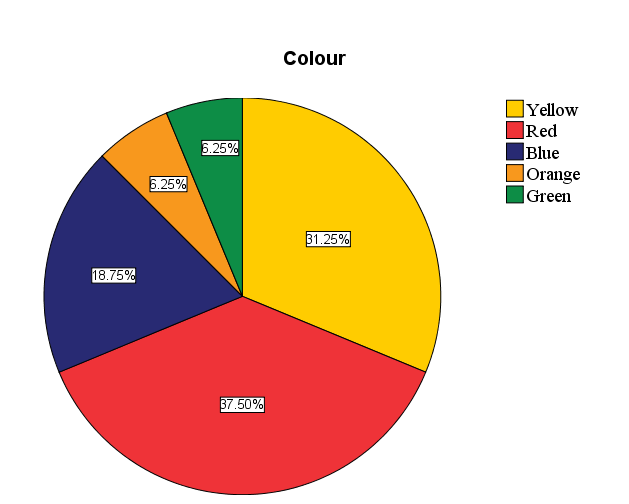 Colour
Yellow
Red
Blue
Orange
Green
6.25%
6.25%
31.25%
18.75%
37.50%